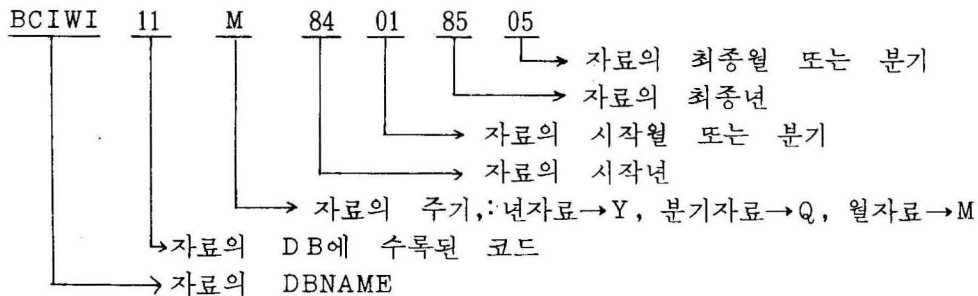 BCIWI 11 M 84 01 85 05
자료의 최종월 또는 분기
자료의 최종년
자료의 시작월 또는 분기
자료의 시작년
자료의 주기,:년자료→Y, 분기자료→Q, 월자료→M
자료의 DB에 수록된 코드
자료의 DBNAME